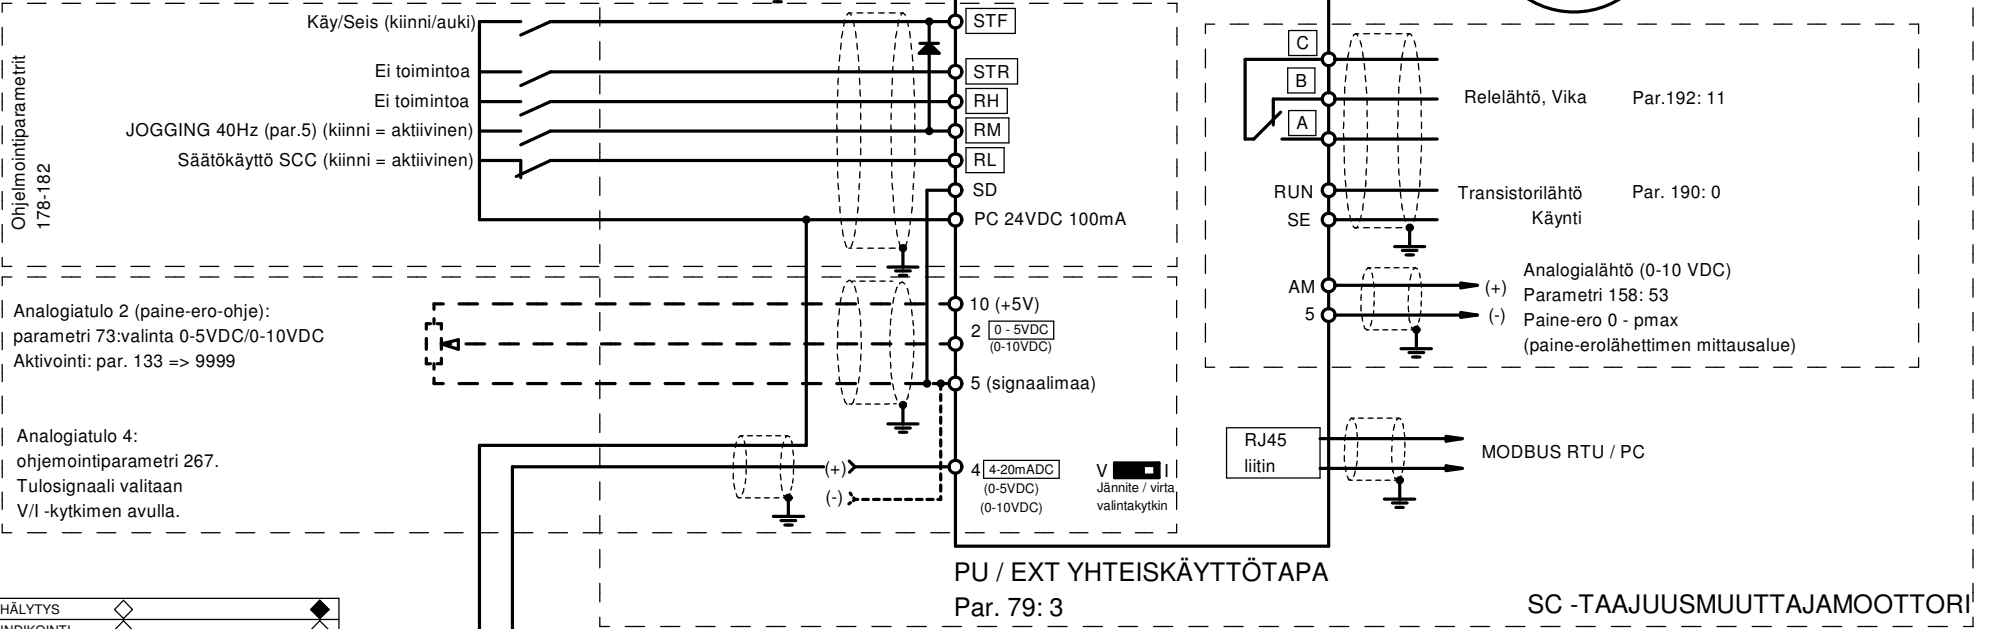 Käy/Seis (kiinni/auki)
Ei toimintoa
Ei toimintoa
JOGGING 40Hz (par.5) (kiinni = aktiivinen)
Säätökäyttö SCC (kiinni = aktiivinen)
Ohjelmointiparametrit
178-182
STF
STR
RH
RM
RL
SD
PC 24VDC 100mA
C
B
A
Relelähtö, Vika Par.192: 11
RUN
SE
Transistorilähtö Par. 190: 0
Käynti
AM
5
(+)
(-)
Analogialähtö (0-10 VDC)
Parametri 158: 53
Paine-ero 0 - pmax
(paine-erolähettimen mittausalue)
Analogiatulo 2 (paine-ero-ohje):
parametri 73:valinta 0-5VDC/0-10VDC
Aktivointi: par. 133 => 9999
10 (+5V)
2 0 - 5VDC
(0-10VDC)
5 (signaalimaa)
Analogiatulo 4:
ohjemointiparametri 267.
Tulosignaali valitaan
V/I -kytkimen avulla.
(+)
(-)
4 4-20mADC
(0-5VDC)
(0-10VDC)
V I
Jännite / virta
valintakytkin
RJ45
liitin
MODBUS RTU / PC
PU / EXT YHTEISKÄYTTÖTAPA
Par. 79: 3
SC -TAAJUUSMUUTTAJAMOOTTORI
HÄLYTYS
INDIKOINTI